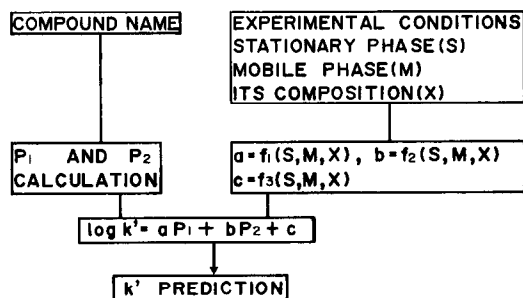 COMPOUND NAME
EXPERIMENTAL CONDITIONS
STATIONARY PHASE(S)
MOBILE PHASE(M)
ITS COMPOSITION(X)
P₁ AND P₂
CALCULATION
a=f₁(S,M,X), b=f₂(S,M,X)
c=f₃(S,M,X)
log k'= aP₁ + bP₂ + c
k' PREDICTION